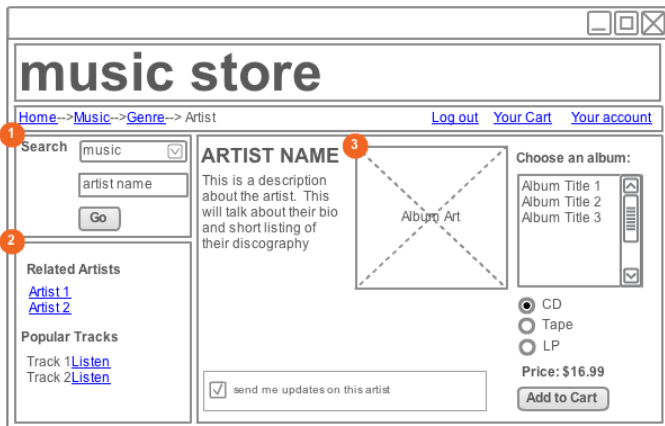 music store
Home-->Music-->Genre--> Artist
Log out Your Cart Your account
1
Search
music
artist name
Go
2
Related Artists
Artist 1
Artist 2
Popular Tracks
Track 1Listen
Track 2Listen
ARTIST NAME
This is a description
about the artist. This
will talk about their bio
and short listing of
their discography
3
Album Art
send me updates on this artist
Choose an album:
Album Title 1
Album Title 2
Album Title 3
CD
Tape
LP
Price: $16.99
Add to Cart